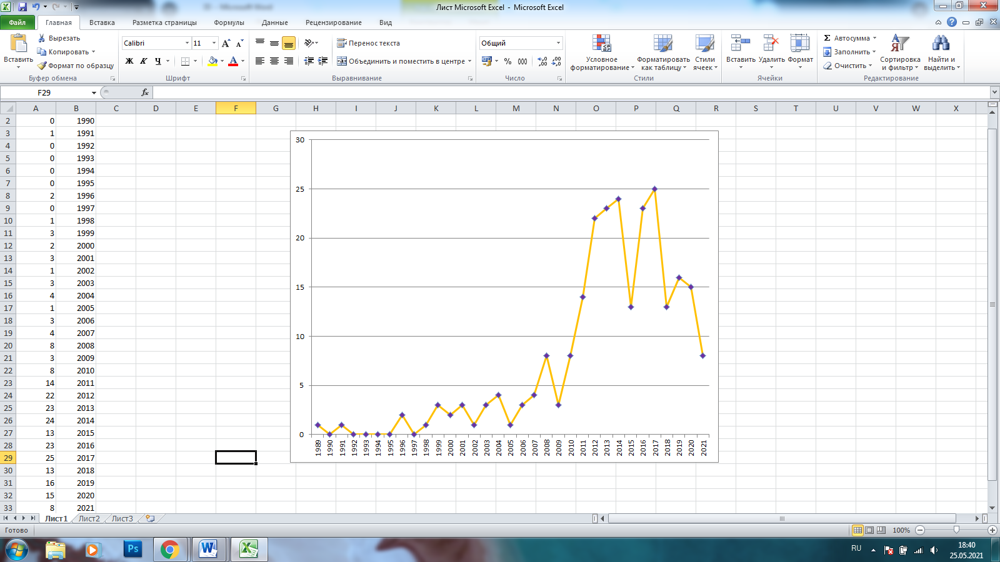 Лист Microsoft Excel - Microsoft Excel
Файл Главная Вставка Разметка страницы Формулы Данные Рецензирование Вид
Вставить
Вырезать
Копировать
Формат по образцу
Буфер обмена
Calibri 11
Ж К Ч А
Шрифт
Перенос текста
Объединить и поместить в центре
Выравнивание
Общий
% 000
Число
Условное форматирование
Форматировать как таблицу
Стили ячеек
Стили
Вставить Удалить Формат
Ячейки
Σ Автосумма
Заполнить
Очистить
Сортировка и фильтр
Найти и выделить
Редактирование
F29 fx
A B C D E F G H I J K L M N O P Q R S T U V W X
2 0 1990
3 1 1991
4 0 1992
5 0 1993
6 0 1994
7 0 1995
8 2 1996
9 0 1997
10 1 1998
11 3 1999
12 2 2000
13 3 2001
14 1 2002
15 3 2003
16 4 2004
17 1 2005
18 3 2006
19 4 2007
20 8 2008
21 3 2009
22 8 2010
23 14 2011
24 22 2012
25 23 2013
26 24 2014
27 13 2015
28 23 2016
29 25 2017
30 13 2018
31 16 2019
32 15 2020
33 8 2021
30
25
20
15
10
5
0
1989 1990 1991 1992 1993 1994 1995 1996 1997 1998 1999 2000 2001 2002 2003 2004 2005 2006 2007 2008 2009 2010 2011 2012 2013 2014 2015 2016 2017 2018 2019 2020 2021
Лист1 Лист2 Лист3
Готово 100%
Ps W RU 18:40
25.05.2021